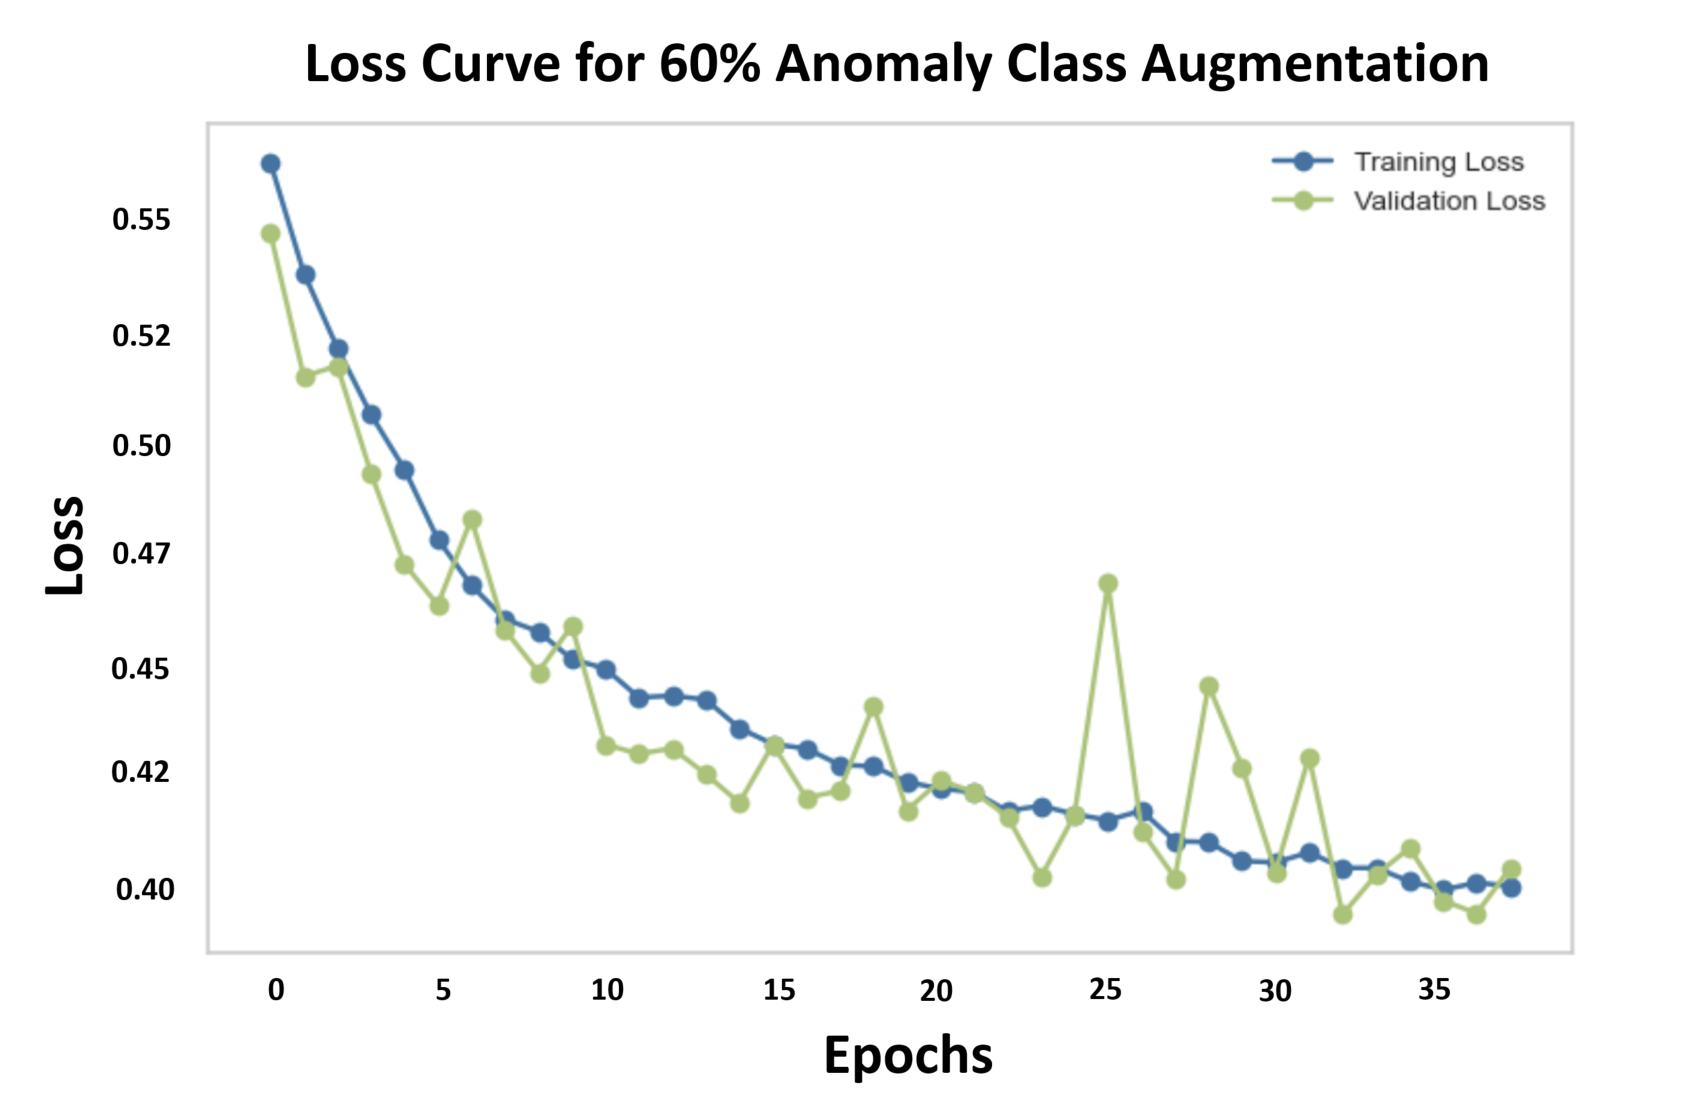 Loss Curve for 60% Anomaly Class Augmentation
Training Loss
Validation Loss
0.55
0.52
0.50
0.47
0.45
0.42
0.40
Loss
0 5 10 15 20 25 30 35
Epochs